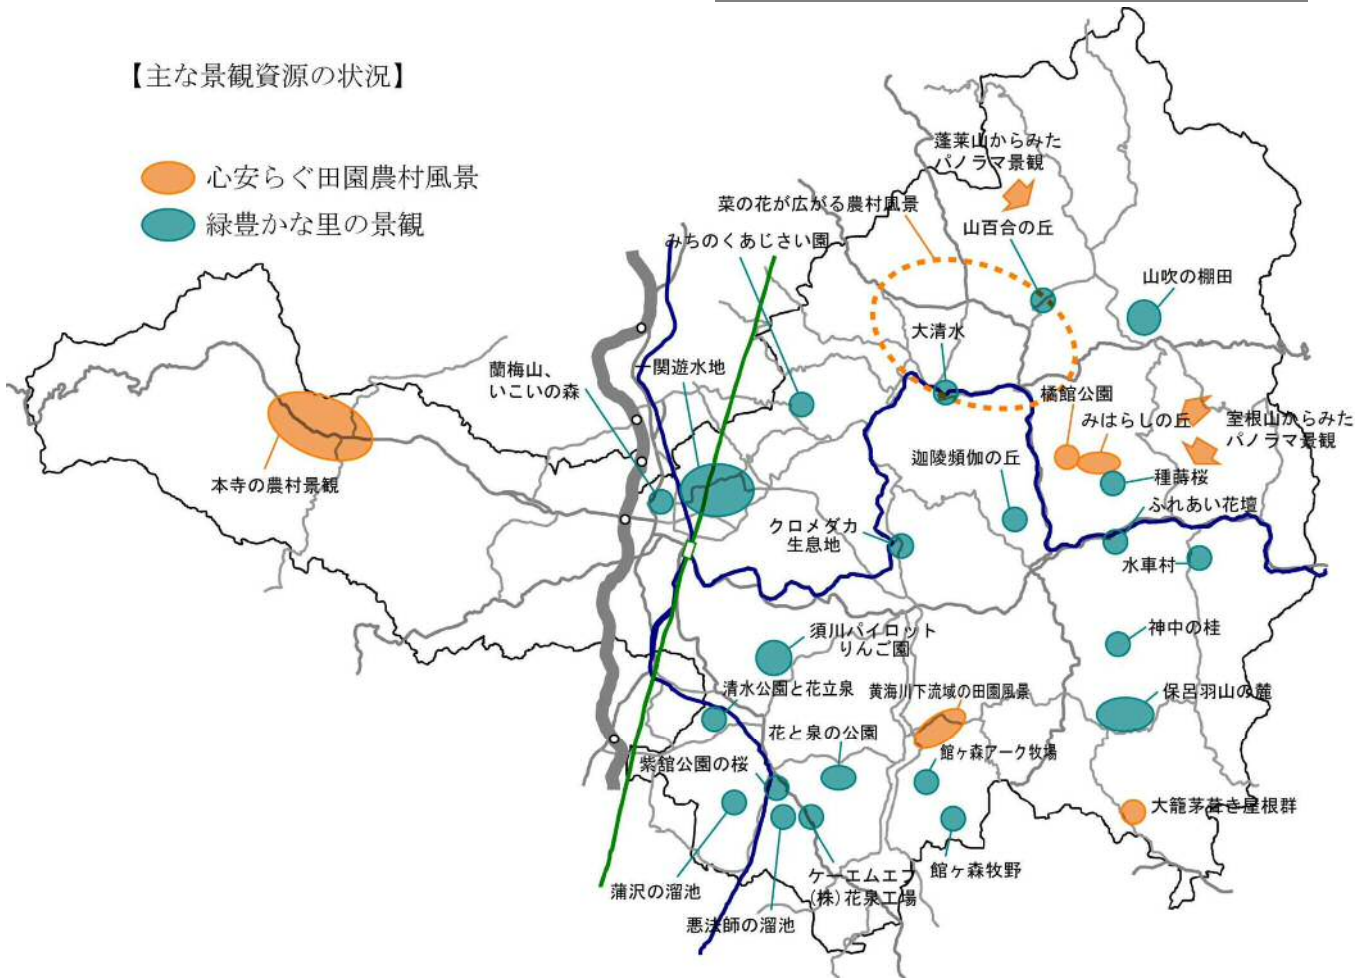 【主な景観資源の状況】
心安らぐ田園農村風景
緑豊かな里の景観
蓬莱山からみた
パノラマ景観
菜の花が広がる農村風景
山百合の丘
みちのくあじさい園
山吹の棚田
大清水
蘭梅山、
いこいの森
一関遊水地
橘館公園
みはらしの丘
室根山からみた
パノラマ景観
本寺の農村景観
迦陵頻伽の丘
種蒔桜
ふれあい花壇
クロメダカ
生息地
水車村
須川パイロット
りんご園
神中の桂
清水公園と花立泉
黄海川下流域の田園風景
保呂羽山の麓
花と泉の公園
紫舘公園の桜
館ヶ森アーク牧場
大籠茅葺き屋根群
館ヶ森牧野
蒲沢の溜池
ケーエムエフ
(株)花泉工場
悪法師の溜池